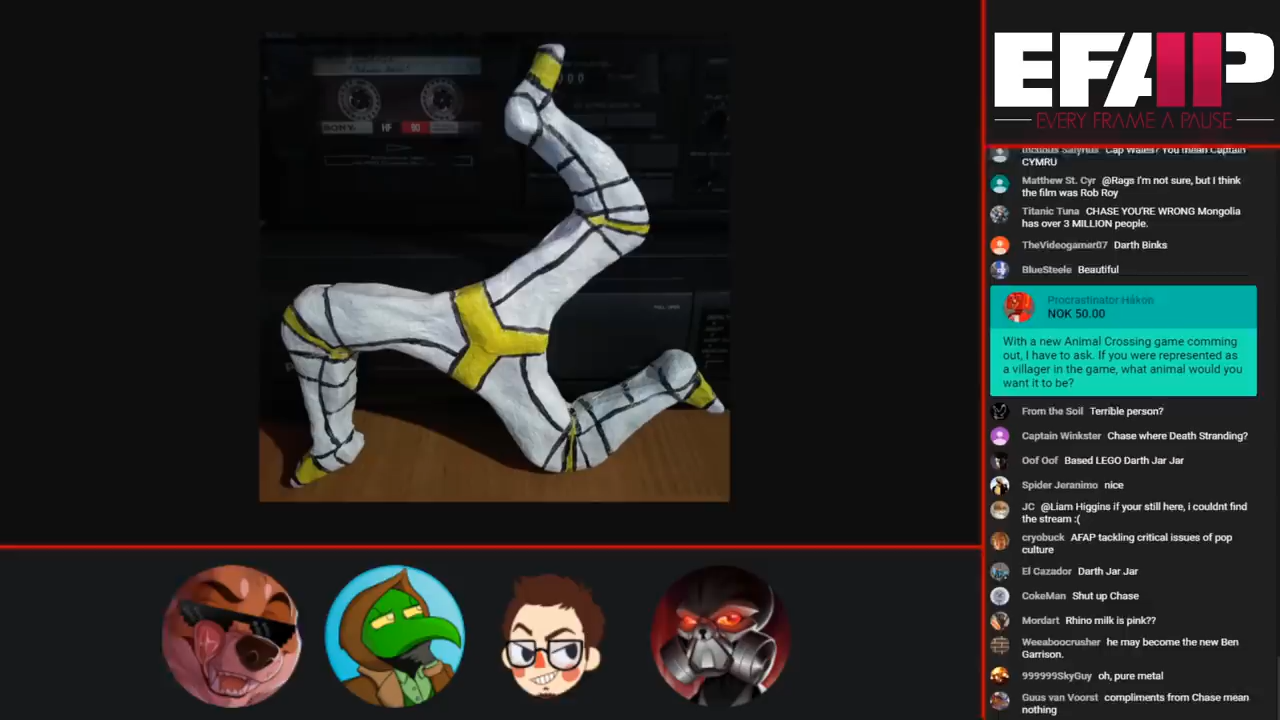 EFAP
EVERY FRAME A PAUSE
Cap Wales? You mean Captain
CYMRU
Matthew St. Cyr @Rags I'm not sure, but I think
the film was Rob Roy
Titanic Tuna CHASE YOU'RE WRONG Mongolia
has over 3 MILLION people.
TheVideogamer07 Darth Binks
BlueSteele Beautiful
Procrastinator Håkon
NOK 50.00
With a new Animal Crossing game comming
out, I have to ask. If you were represented as
a villager in the game, what animal would you
want it to be?
From the Soil Terrible person?
Captain Winkster Chase where Death Stranding?
Oof Oof Based LEGO Darth Jar Jar
Spider Jeranimo nice
JC @Liam Higgins if your still here, i couldnt find
the stream :(
cryobuck AFAP tackling critical issues of pop
culture
El Cazador Darth Jar Jar
CokeMan Shut up Chase
Mordart Rhino milk is pink??
Weeaboocrusher he may become the new Ben
Garrison.
999999SkyGuy oh, pure metal
Guus van Voorst compliments from Chase mean
nothing
SONY. HF 90